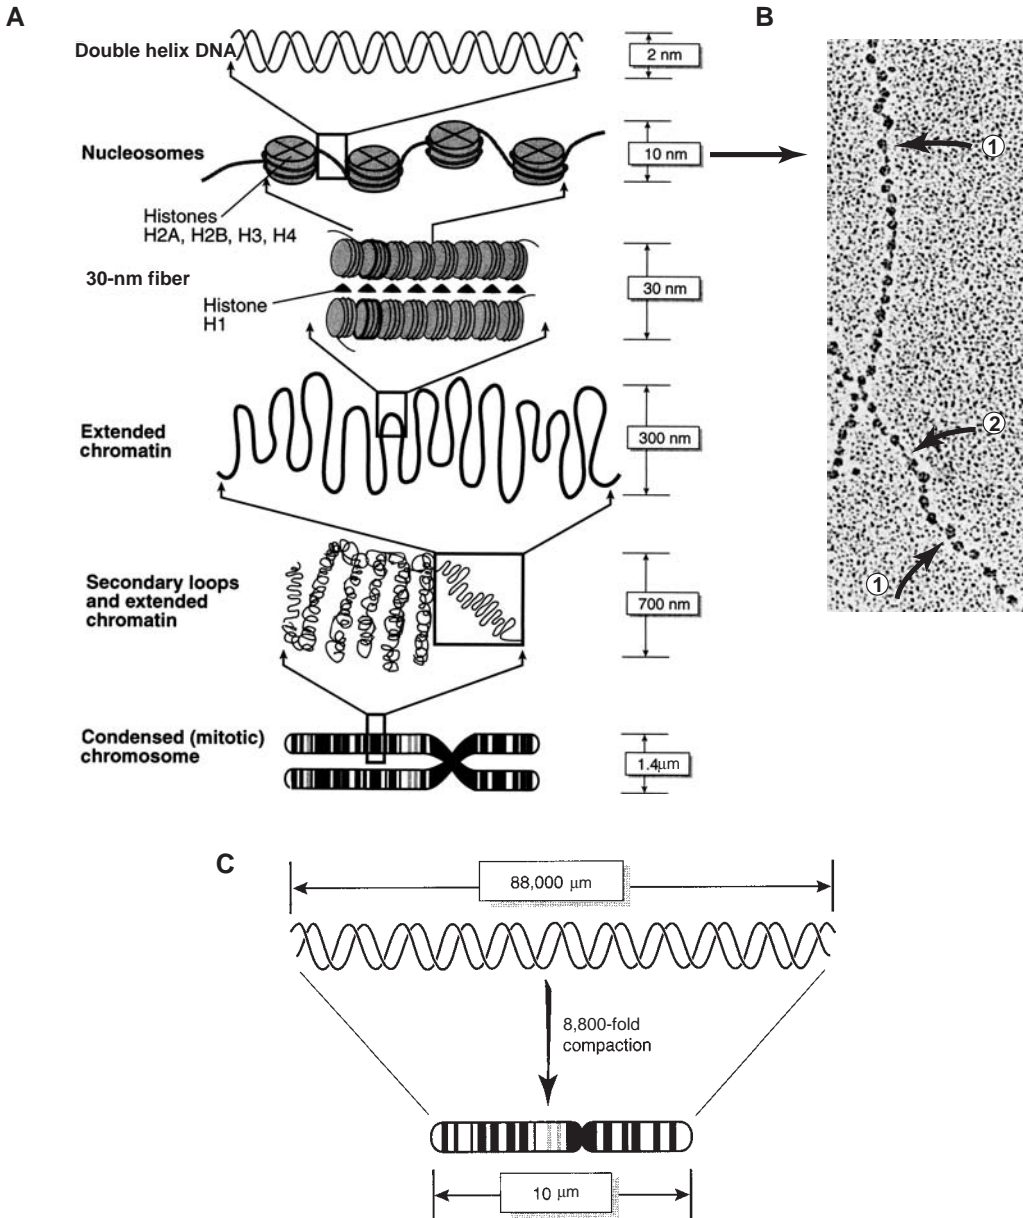 A
B
Double helix DNA
2 nm
Nucleosomes
10 nm
1
Histones
H2A, H2B, H3, H4
30-nm fiber
30 nm
Histone
H1
Extended
chromatin
300 nm
2
Secondary loops
and extended
chromatin
700 nm
1
Condensed (mitotic)
chromosome
1.4μm
C
88,000 μm
8,800-fold
compaction
10 μm